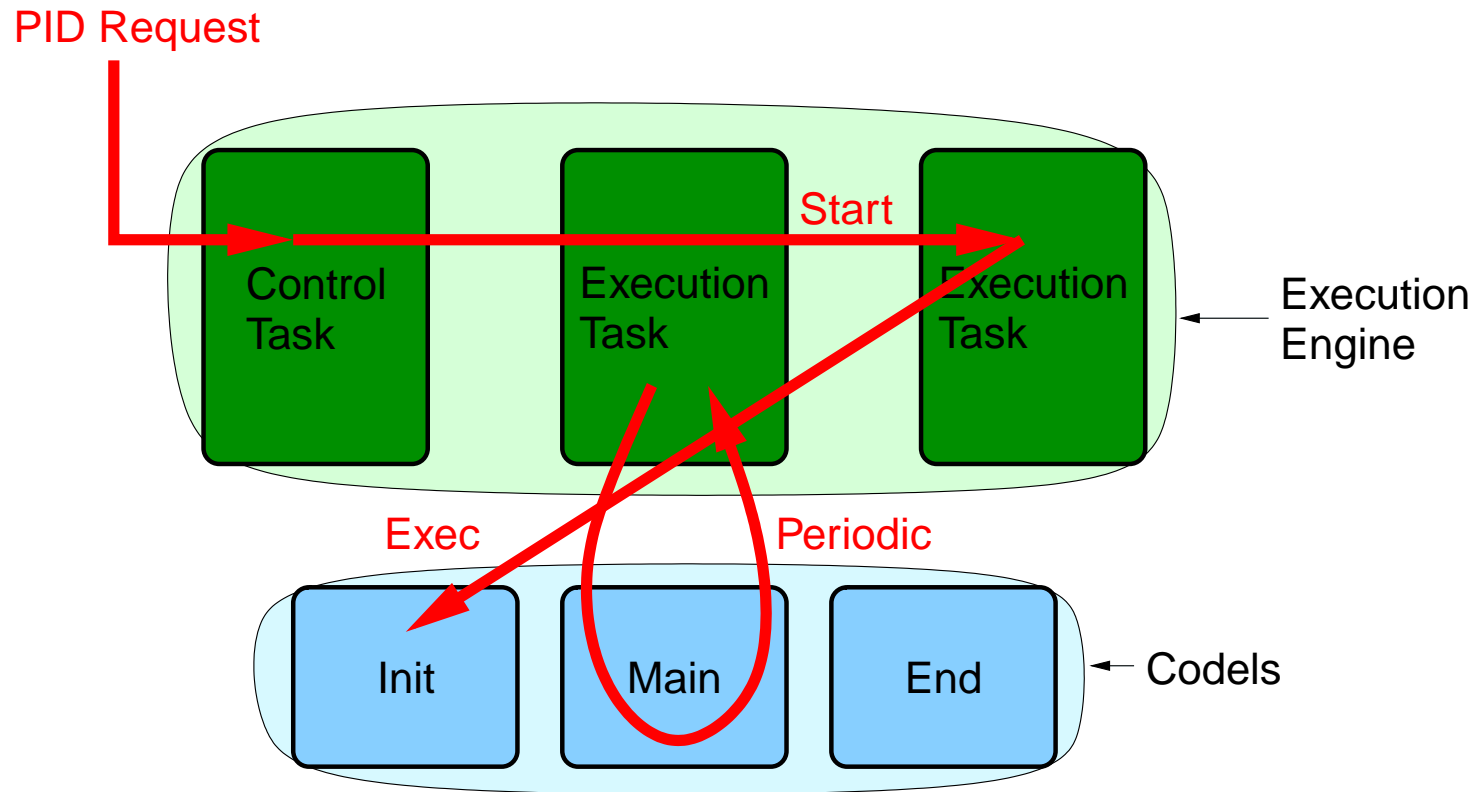 PID Request
Start
Control
Task
Execution
Task
Execution
Task
Execution
Engine
Exec
Periodic
Init
Main
End
Codels